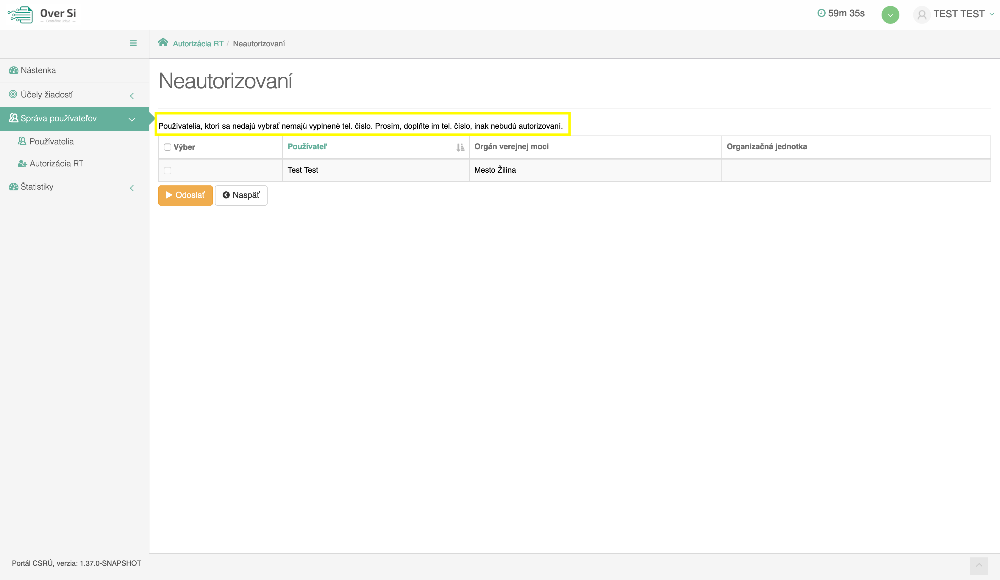 Over Si
– Centrálne údaje –
59m 35s
TEST TEST
Autorizácia RT / Neautorizovaní
Nástenka
Účely žiadostí
Správa používateľov
Používatelia
Autorizácia RT
Štatistiky
Neautorizovaní
Používatelia, ktorí sa nedajú vybrať nemajú vyplnené tel. číslo. Prosím, doplňte im tel. číslo, inak nebudú autorizovaní.
Výber Používateľ Orgán verejnej moci Organizačná jednotka
Test Test Mesto Žilina
Odoslať Naspäť
Portál CSRÚ, verzia: 1.37.0-SNAPSHOT